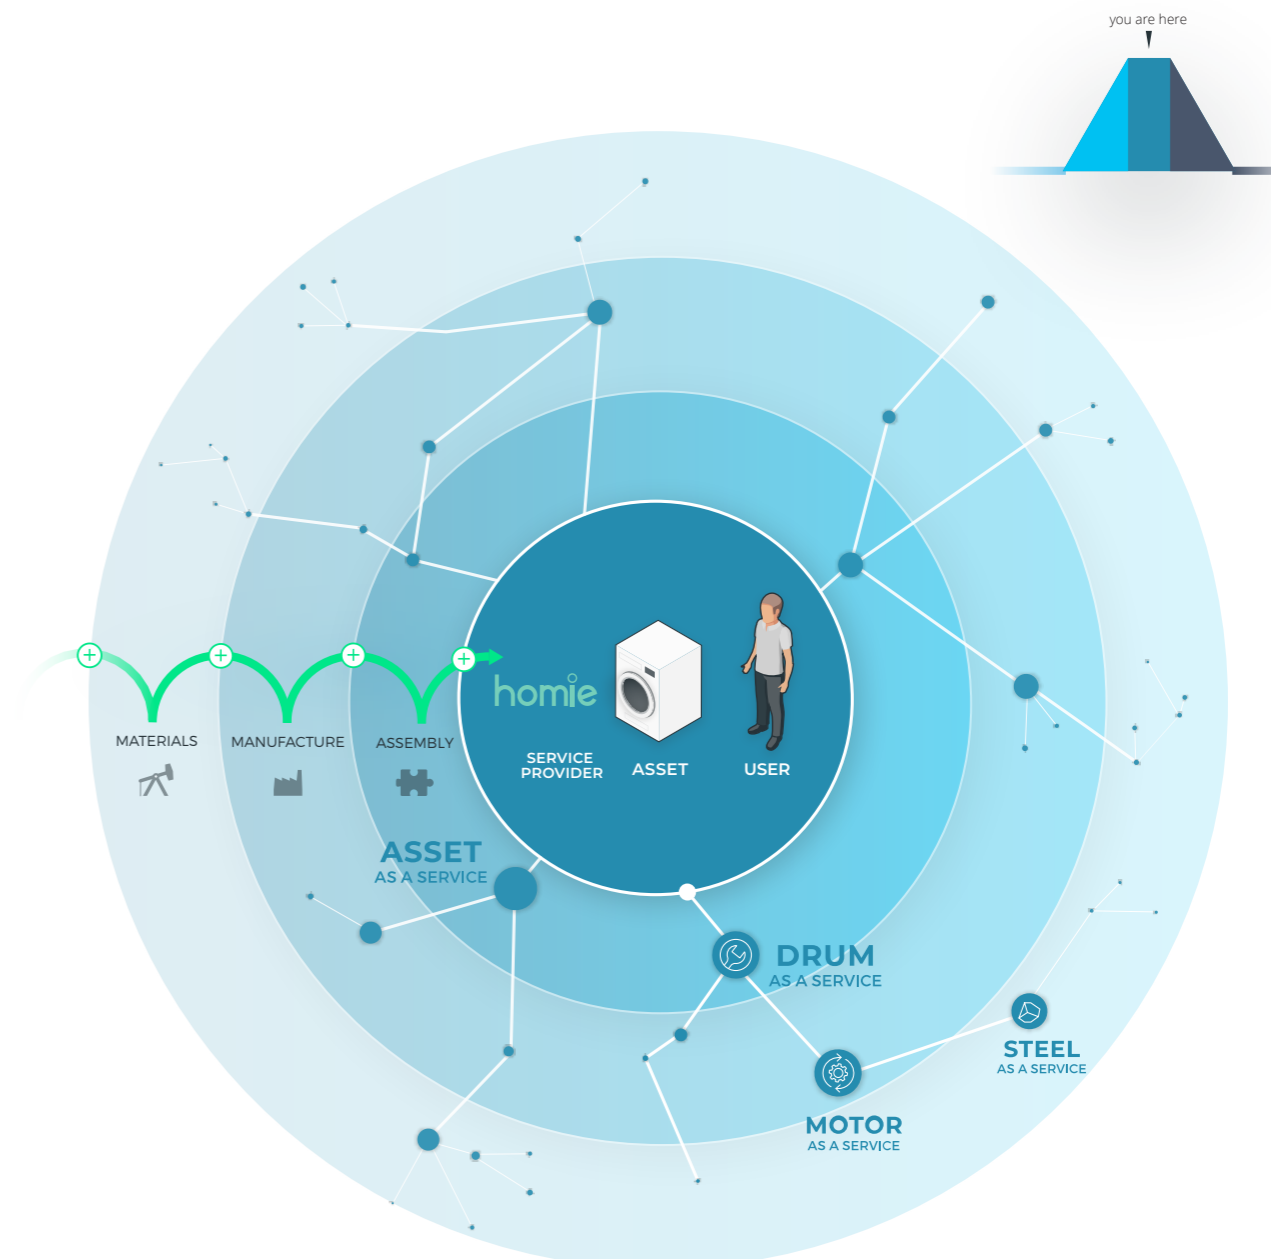 you are here
MATERIALS
MANUFACTURE
ASSEMBLY
homie
SERVICE
PROVIDER
ASSET
USER
ASSET
AS A SERVICE
DRUM
AS A SERVICE
STEEL
AS A SERVICE
MOTOR
AS A SERVICE